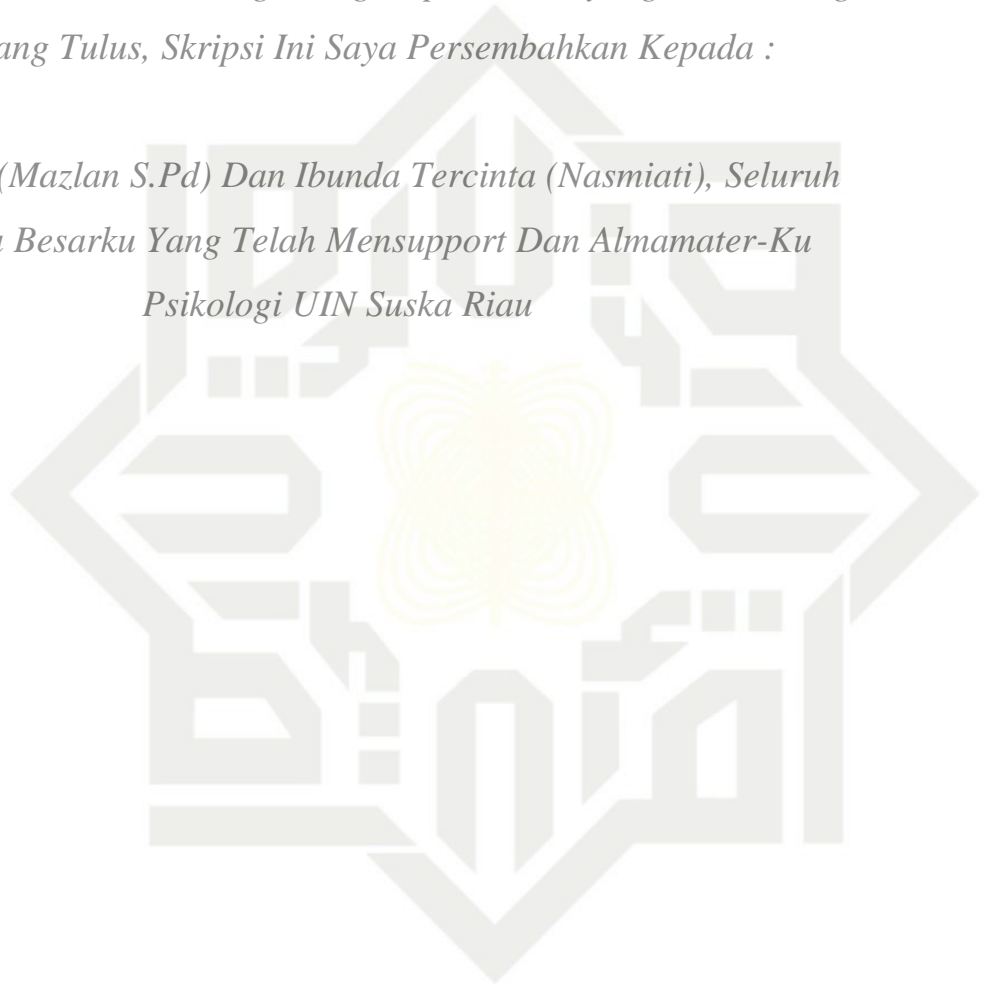 ang Tulus, Skripsi Ini Saya Persembahkan Kepada :
(Mazlan S.Pd) Dan Ibunda Tercinta (Nasmiati), Seluruh
Besarku Yang Telah Mensupport Dan Almamater-Ku
Psikologi UIN Suska Riau